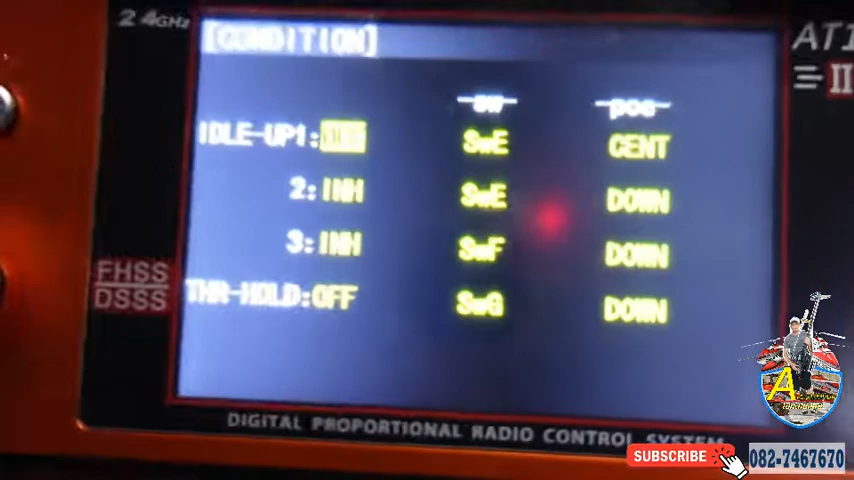 2.4GHz
[CONDITION]
AT1
II
sw pos
IDLE-UP1: SwE CENT
2:INH SwE DOWN
3:INH SwF DOWN
THR-HOLD:OFF SwG DOWN
FHSS
DSSS
DIGITAL PROPORTIONAL RADIO CONTROL SYSTEM
A
SUBSCRIBE
082-7467670